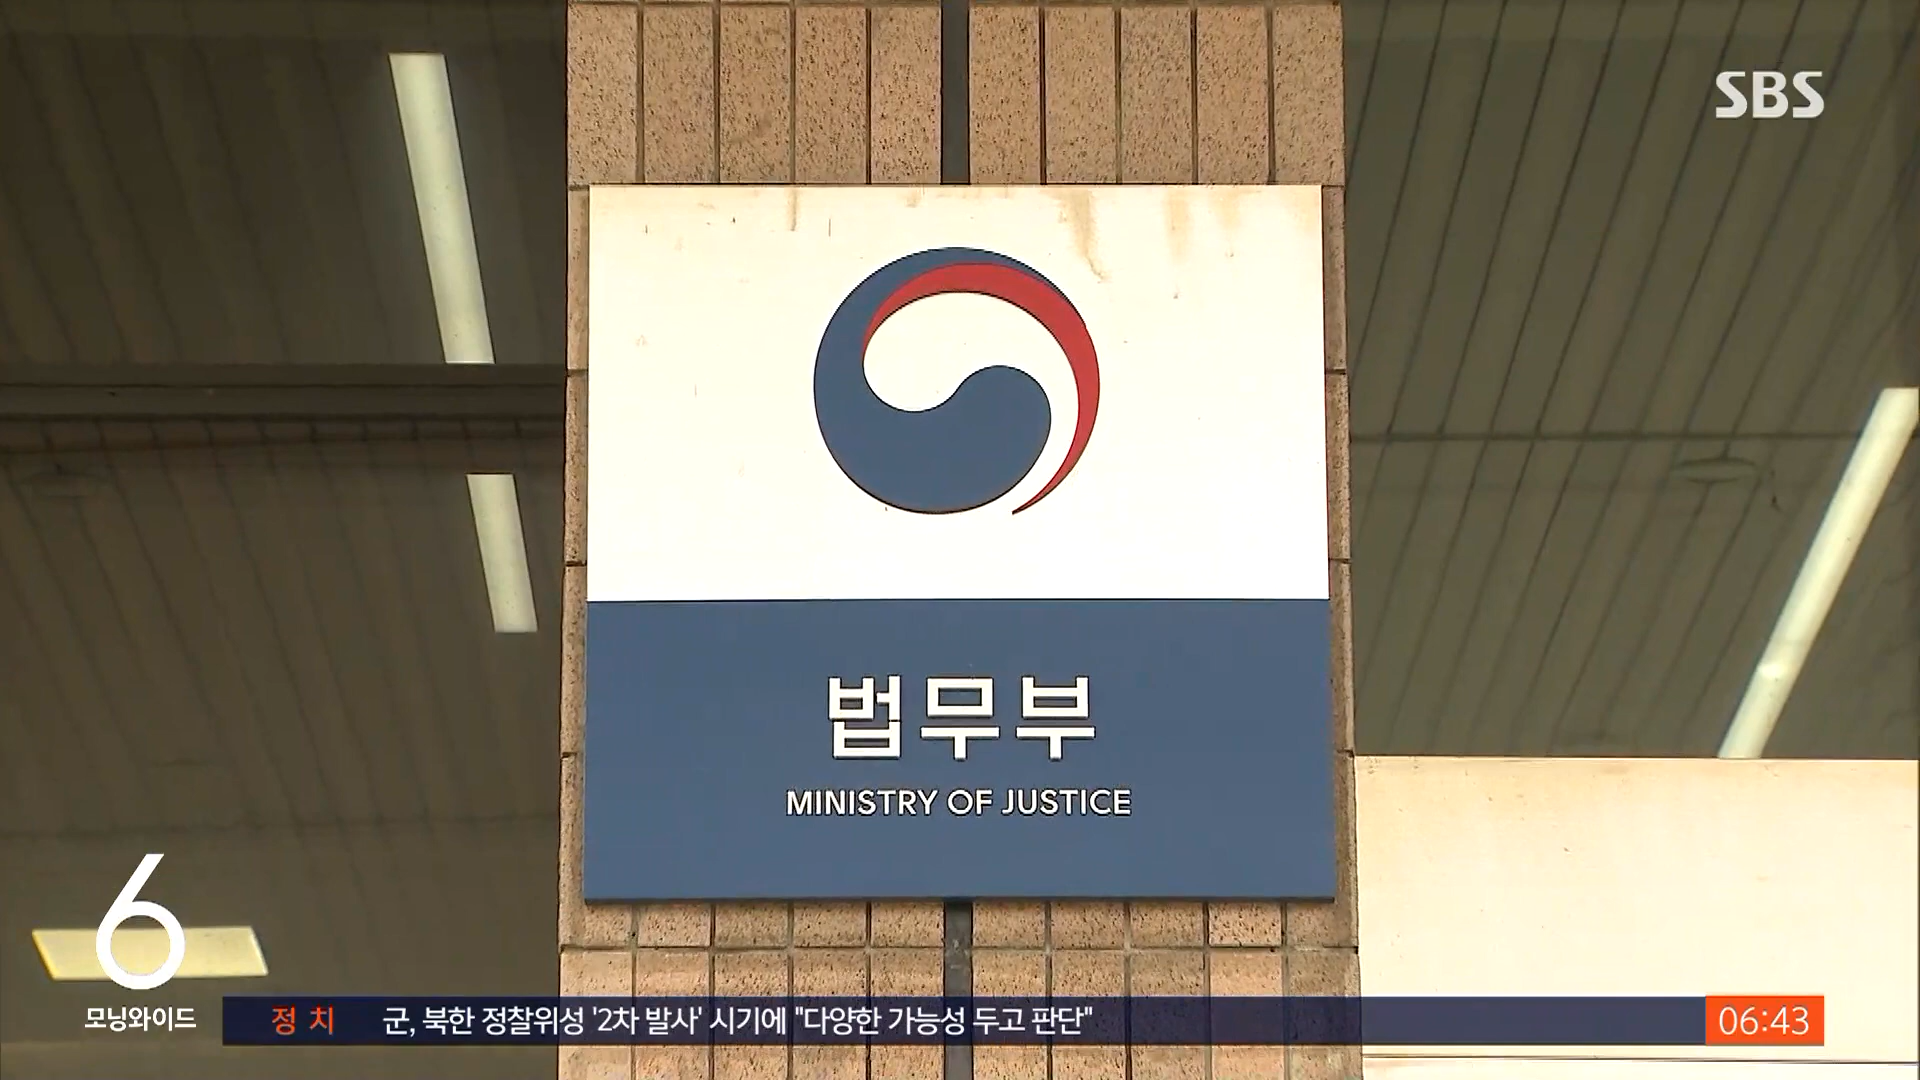 SBS
법무부
MINISTRY OF JUSTICE
6
모닝와이드
정치 군, 북한 정찰위성 '2차 발사' 시기에 "다양한 가능성 두고 판단" 06:43